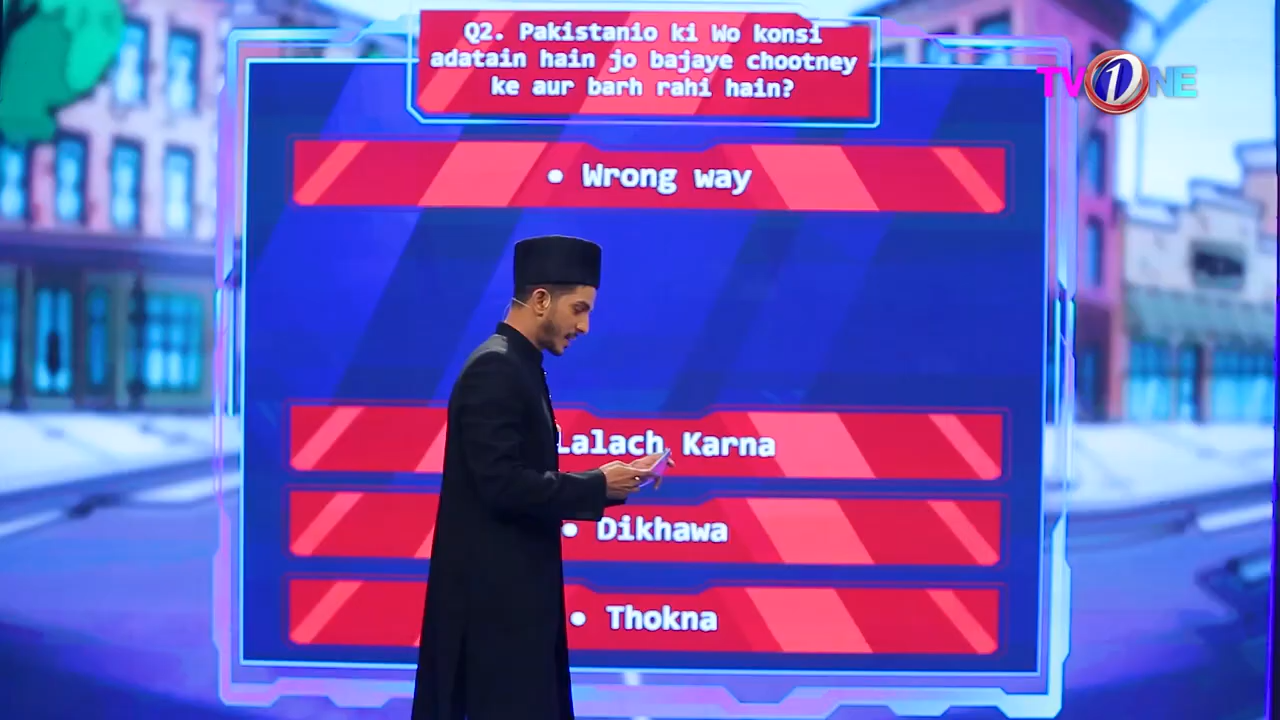 Q2. Pakistanio ki Wo konsi
adatain hain jo bajaye chootney
ke aur barh rahi hain?
TV ONE
• Wrong way
Lalach Karna
• Dikhawa
• Thokna